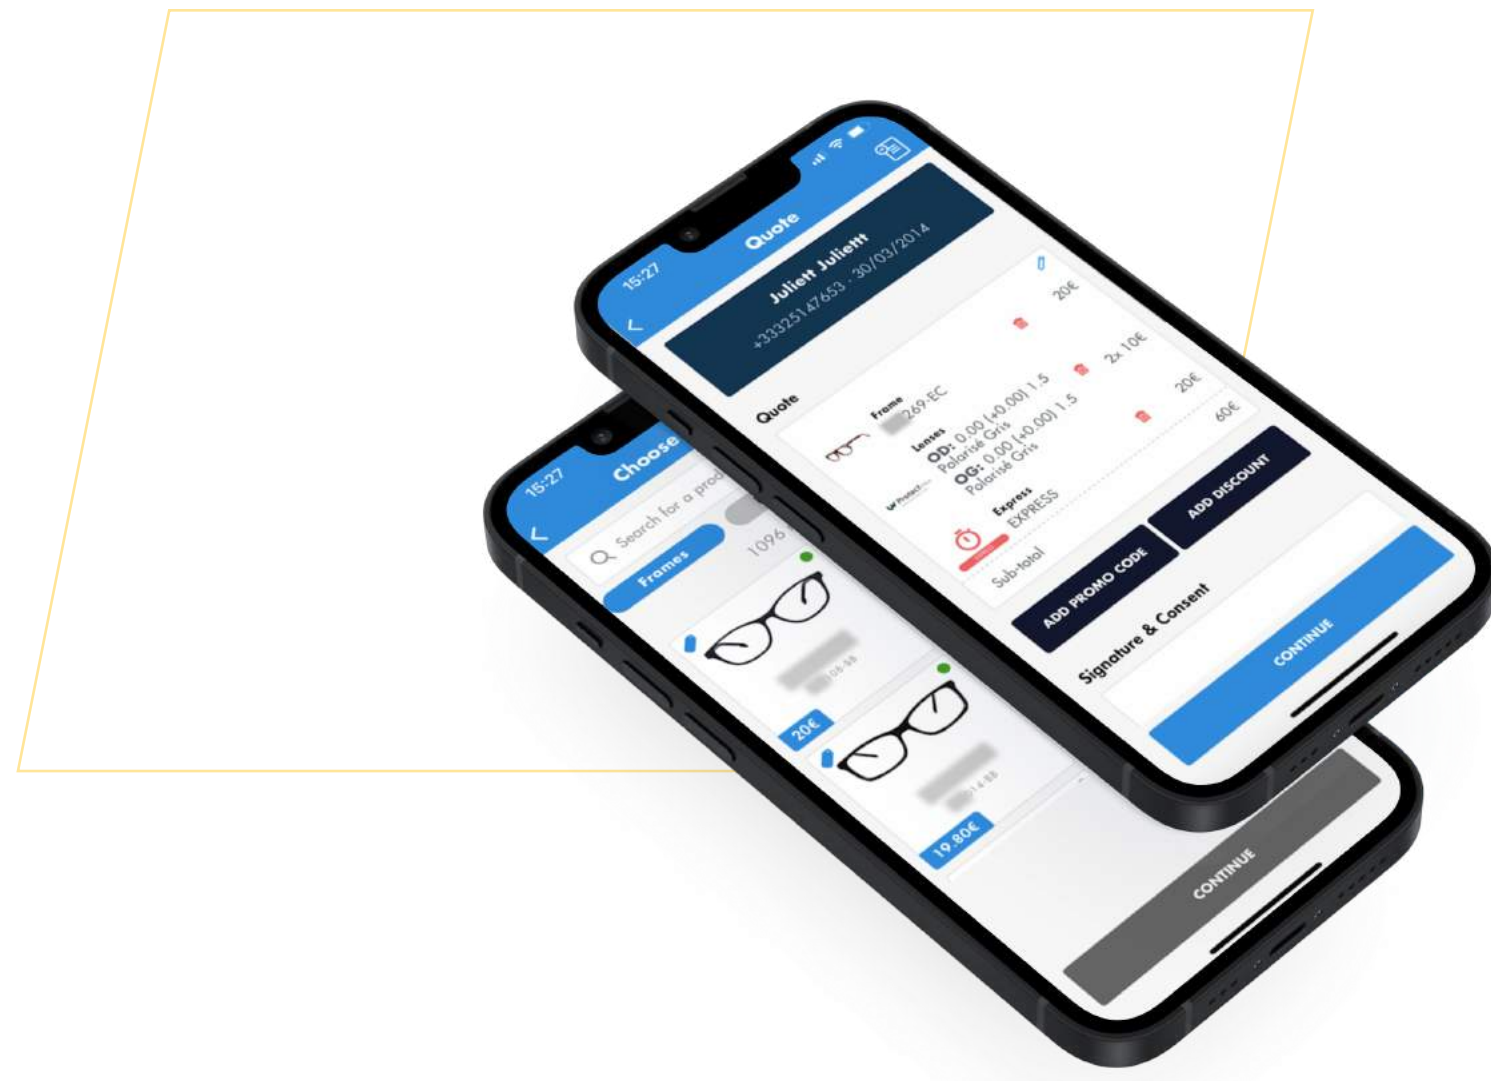 15:27
Quote
Juliett Juliettt
+33325147653 - 30/03/2014
Quote
Frame
269-EC
20€
Lenses
OD: 0.00 (+0.00) 1.5
Polarisé Gris
OG: 0.00 (+0.00) 1.5
Polarisé Gris
2x 10€
Express
EXPRESS
20€
Sub-total
60€
ADD PROMO CODE
ADD DISCOUNT
Signature & Consent
CONTINUE
15:27
Choose
Search for a prod
Frames
1096
20€
19.80€
CONTINUE